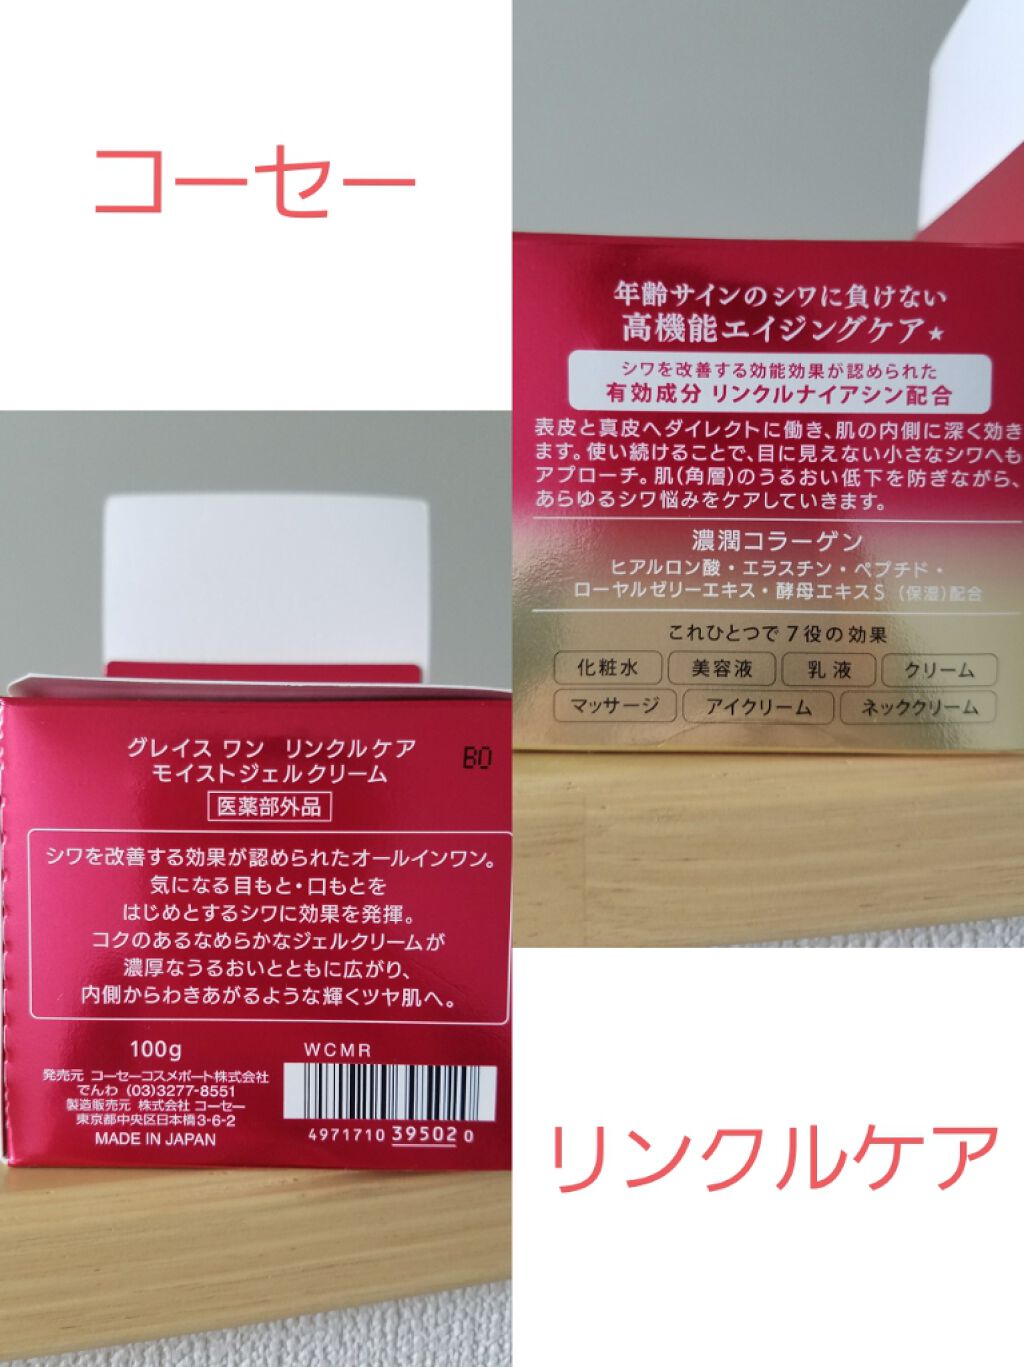 コーセー
年齢サインのシワに負けない
高機能エイジングケア★
シワを改善する効能効果が認められた
有効成分 リンクルナイアシン配合
表皮と真皮へダイレクトに働き、肌の内側に深く効き
ます。使い続けることで、目に見えない小さなシワへも
アプローチ。肌(角層)のうるおい低下を防ぎながら、
あらゆるシワ悩みをケアしていきます。
濃潤コラーゲン
ヒアルロン酸・エラスチン・ペプチド・
ローヤルゼリーエキス・酵母エキスS (保湿)配合
これひとつで7役の効果
化粧水 美容液 乳液 クリーム
マッサージ アイクリーム ネッククリーム
グレイス ワン リンクルケア
モイストジェルクリーム
BO
医薬部外品
シワを改善する効果が認められたオールインワン。
気になる目もと・口もとを
はじめとするシワに効果を発揮。
コクのあるなめらかなジェルクリームが
濃厚なうるおいとともに広がり、
内側からわきあがるような輝くツヤ肌へ。
100g WCMR
発売元 コーセーコスメポート株式会社
でんわ (03)3277-8551
製造販売元 株式会社 コーセー
東京都中央区日本橋3-6-2
MADE IN JAPAN
4971710 39502 0
リンクルケア